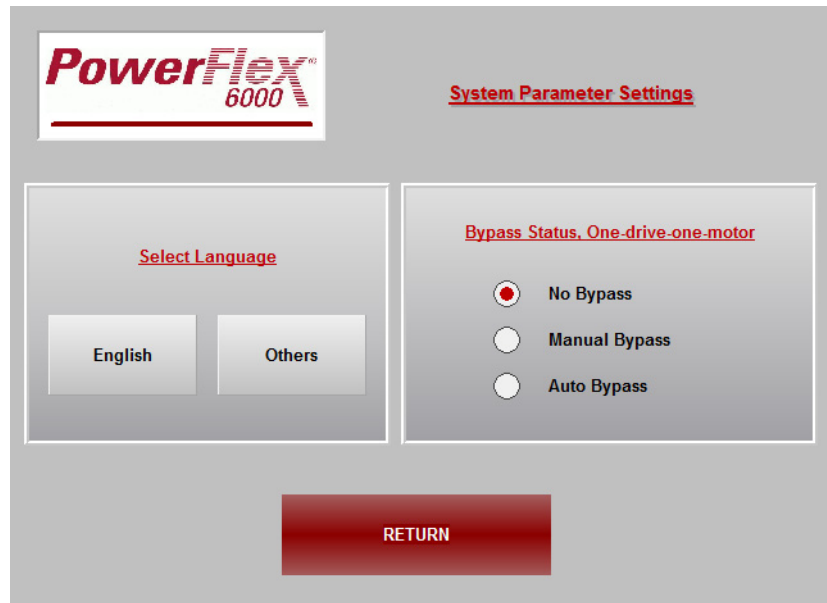 PowerFlex
6000
System Parameter Settings
Select Language
English
Others
Bypass Status, One-drive-one-motor
No Bypass
Manual Bypass
Auto Bypass
RETURN